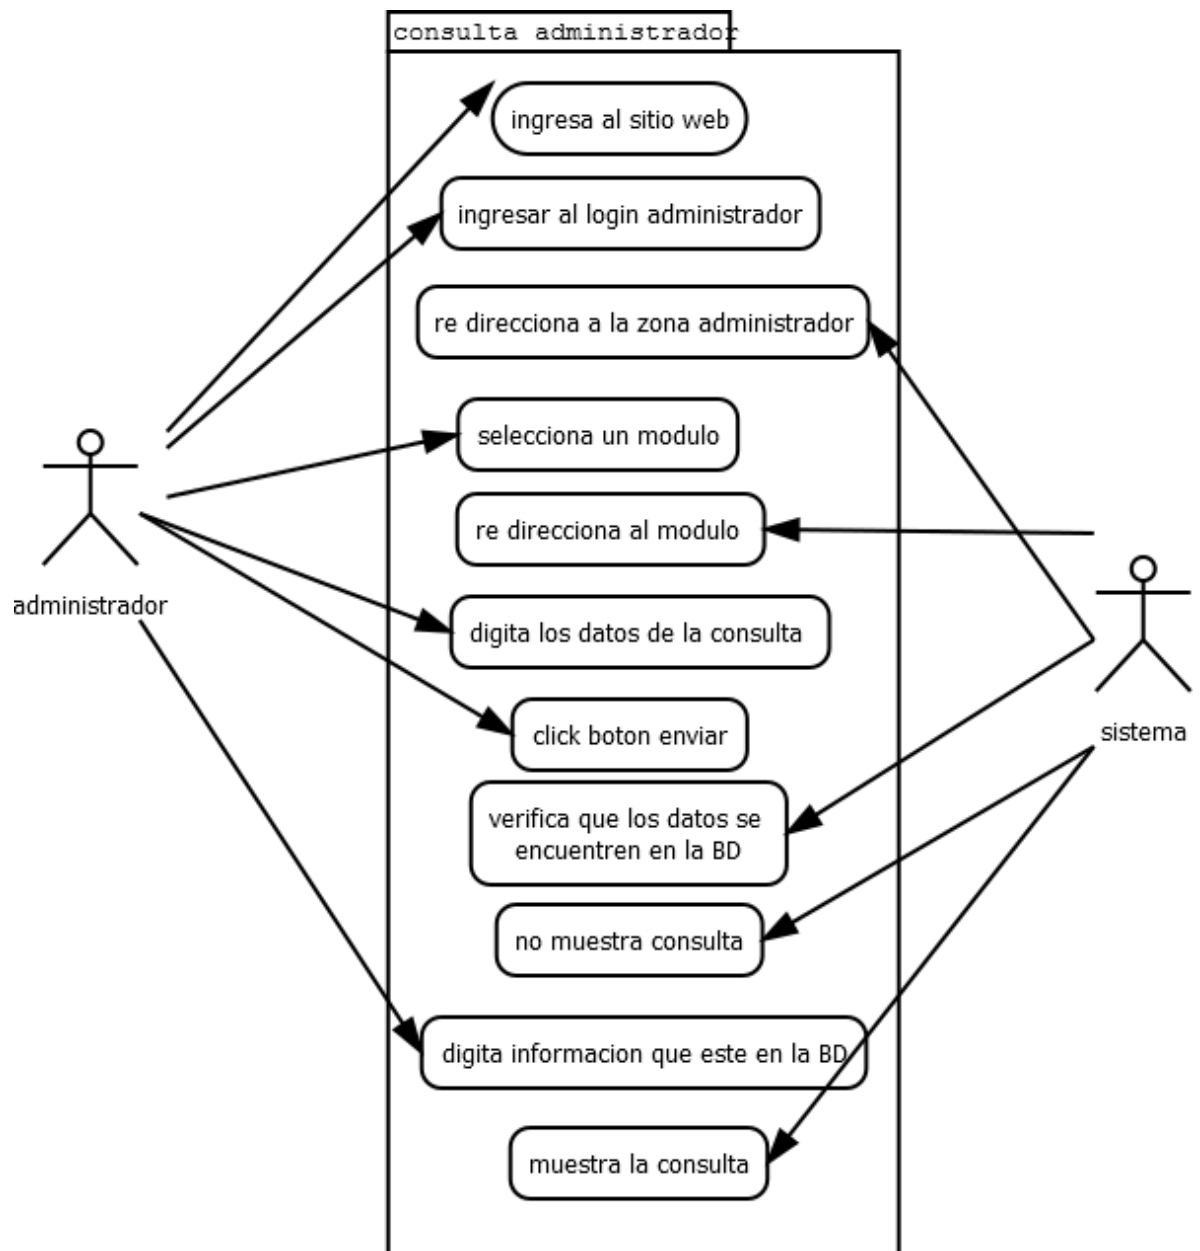 consulta administrador
ingresa al sitio web
ingresar al login administrador
re direcciona a la zona administrador
selecciona un modulo
re direcciona al modulo
administrador
digita los datos de la consulta
click boton enviar
sistema
verifica que los datos se
encuentren en la BD
no muestra consulta
digita informacion que este en la BD
muestra la consulta